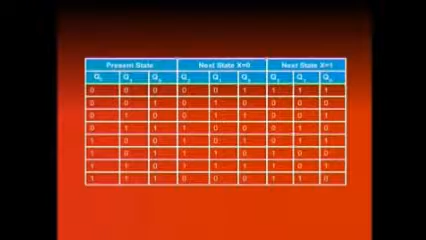 Present State Next State X=0 Next State X=1
Q Q Q Q Q Q Q Q Q
0 0 0 0 0 1 1 1 1
0 0 1 0 1 0 0 0 0
0 1 0 0 1 1 0 0 1
0 1 1 1 0 0 0 1 0
1 0 0 1 0 1 0 1 1
1 0 1 1 1 0 1 0 0
1 1 0 1 1 1 1 0 1
1 1 1 0 0 0 1 1 0